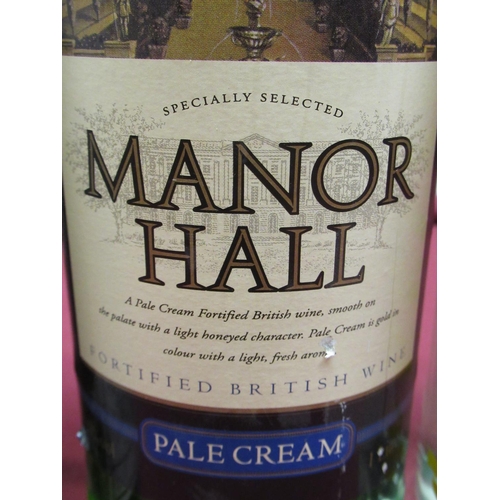 SPECIALLY SELECTED
MANOR
HALL
A Pale Cream Fortified British wine, smooth on
the palate with a light honeyed character. Pale Cream is gold in
colour with a light, fresh aroma.
FORTIFIED BRITISH WINE
PALE CREAM